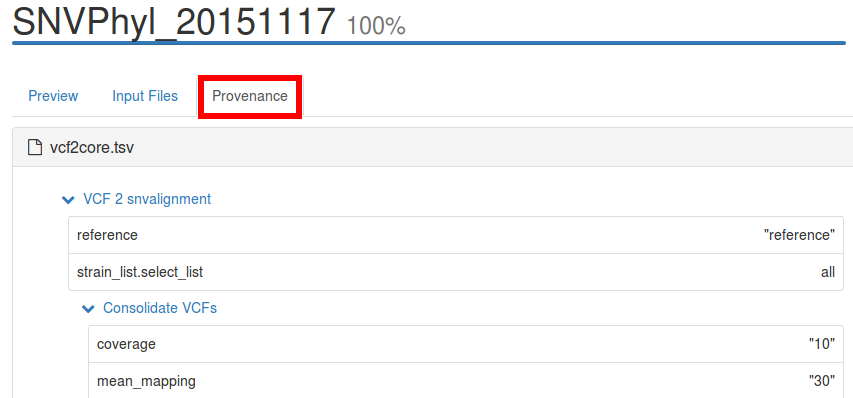 SNVPhyl_20151117 100%
Preview Input Files Provenance
vcf2core.tsv
VCF 2 snvalignment
reference "reference"
strain_list.select_list all
Consolidate VCFs
coverage "10"
mean_mapping "30"